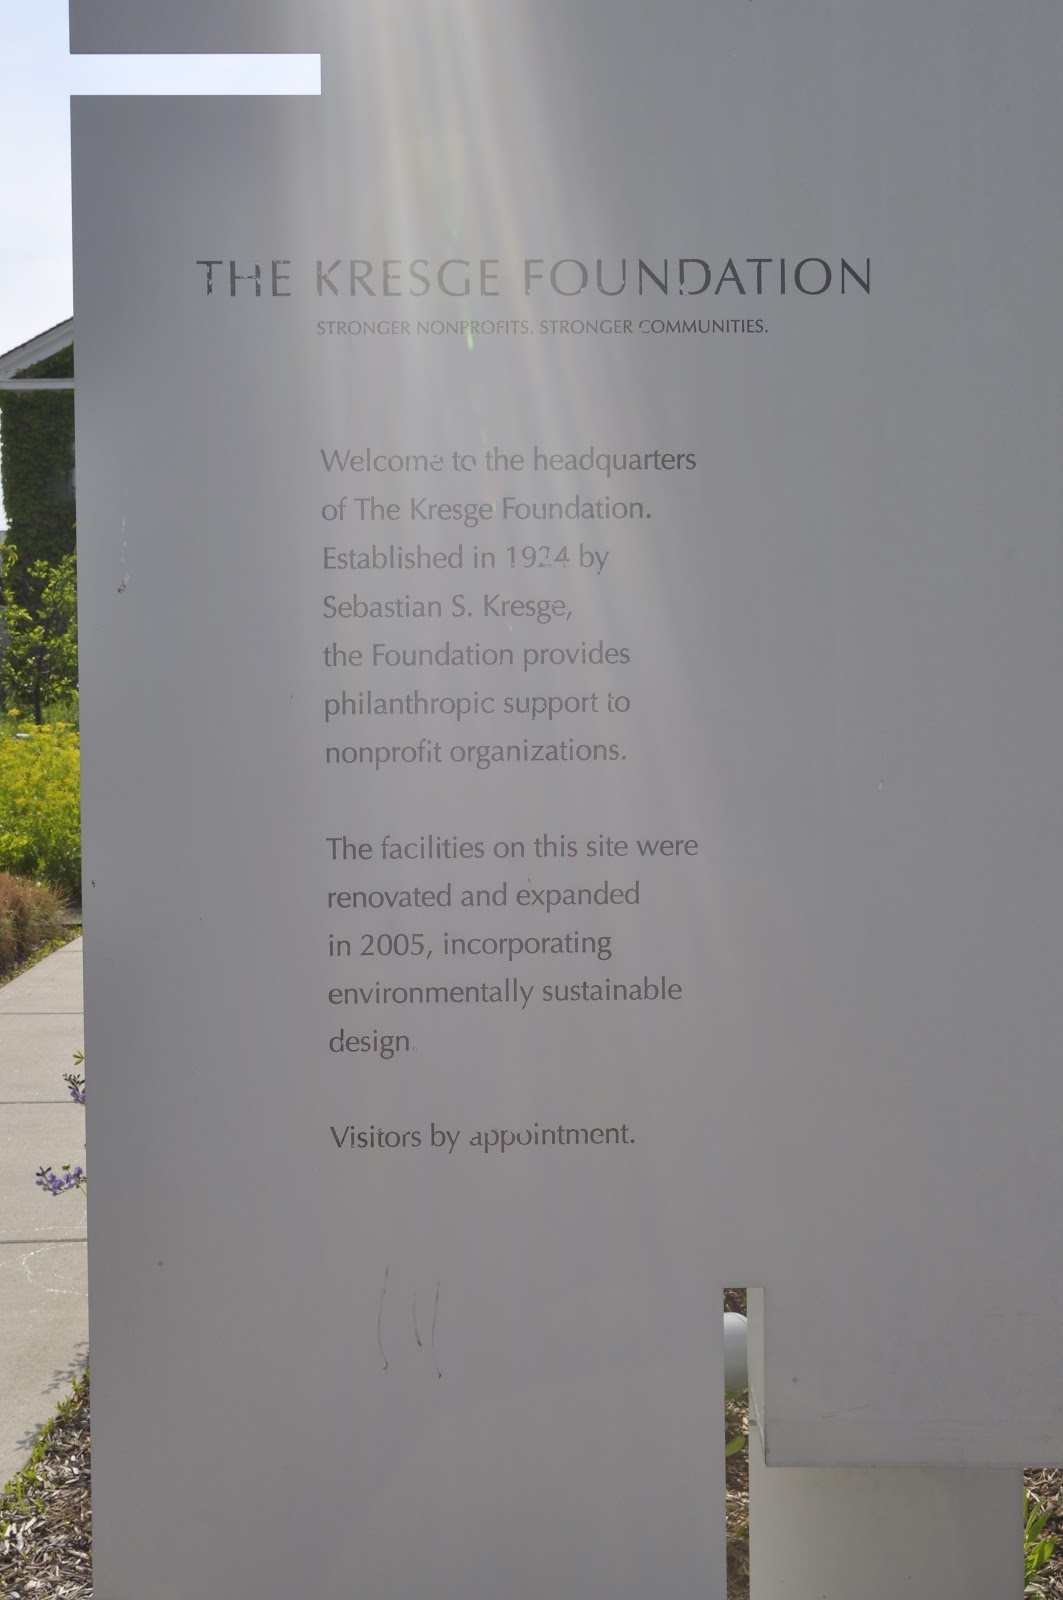 THE KRESGE FOUNDATION
STRONGER NONPROFITS. STRONGER COMMUNITIES.
Welcome to the headquarters
of The Kresge Foundation.
Established in 1924 by
Sebastian S. Kresge,
the Foundation provides
philanthropic support to
nonprofit organizations.
The facilities on this site were
renovated and expanded
in 2005, incorporating
environmentally sustainable
design.
Visitors by appointment.